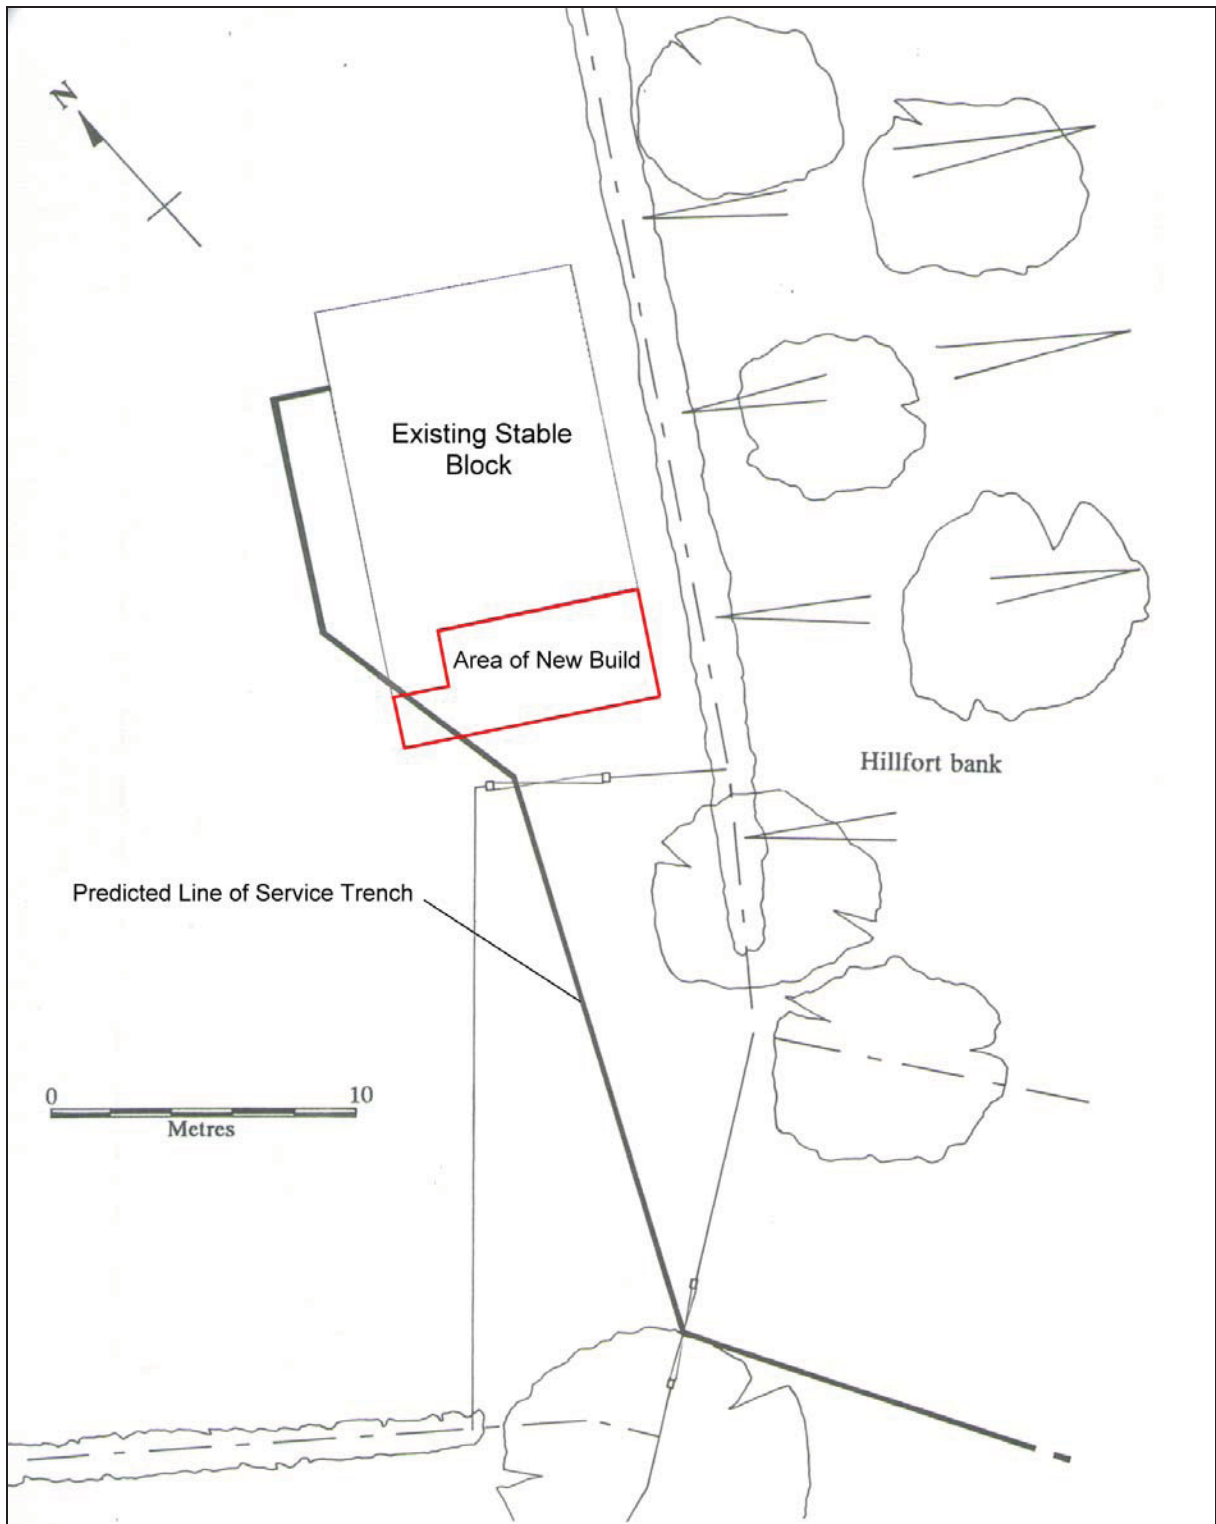 N
Existing Stable
Block
Area of New Build
Hillfort bank
Predicted Line of Service Trench
0 10
Metres